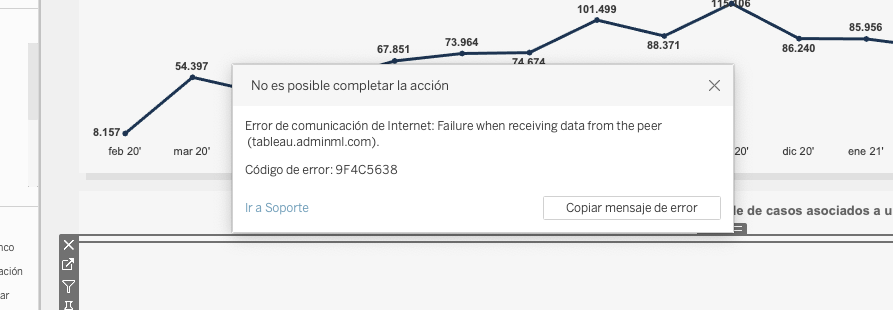 101.499
115.106
85.956
67.851
73.964
74.674
88.371
86.240
54.397
8.157
feb 20'
mar 20'
20'
dic 20'
ene 21'
No es posible completar la acción
Error de comunicación de Internet: Failure when receiving data from the peer
(tableau.adminml.com).
Código de error: 9F4C5638
Ir a Soporte
Copiar mensaje de error
le de casos asociados a u
nco
ación
ar